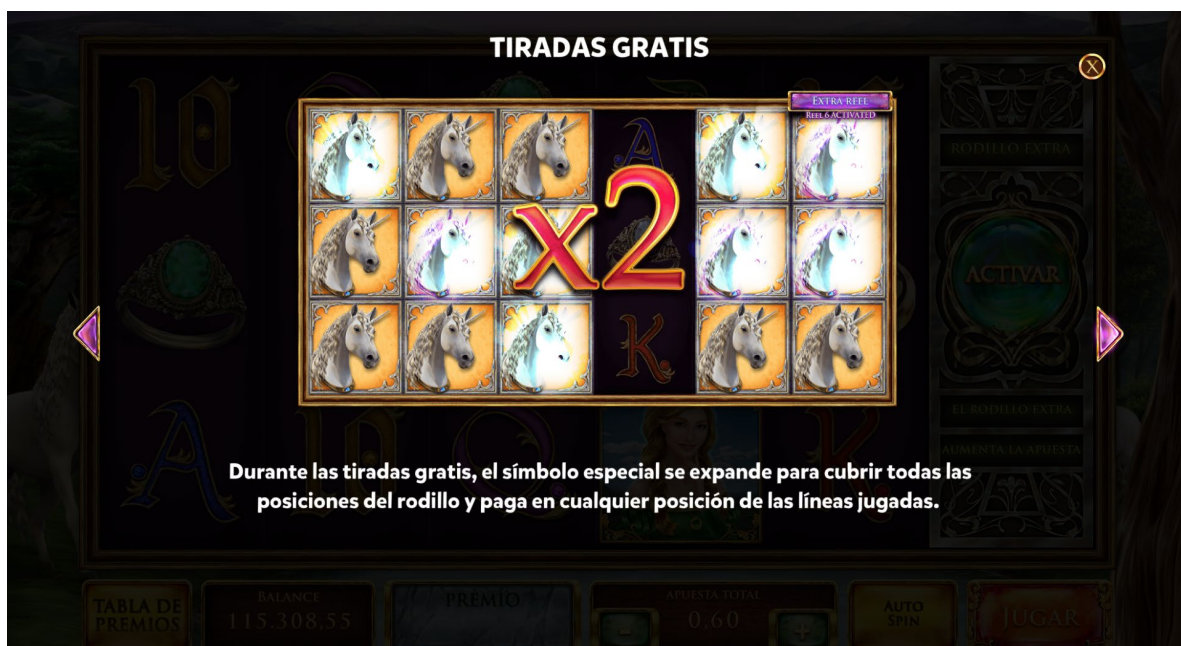 TIRADAS GRATIS
X
EXTRA REEL
REEL 6 ACTIVATED
10
A
RODILLO EXTRA
x2
ACTIVAR
K
EL RODILLO EXTRA
A 10 Q K
AUMENTA LA APUESTA
Durante las tiradas gratis, el símbolo especial se expande para cubrir todas las
posiciones del rodillo y paga en cualquier posición de las líneas jugadas.
TABLA DE
PREMIOS
BALANCE
115.308,55
PREMIO
APUESTA TOTAL
- 0,60 +
AUTO
SPIN
JUGAR